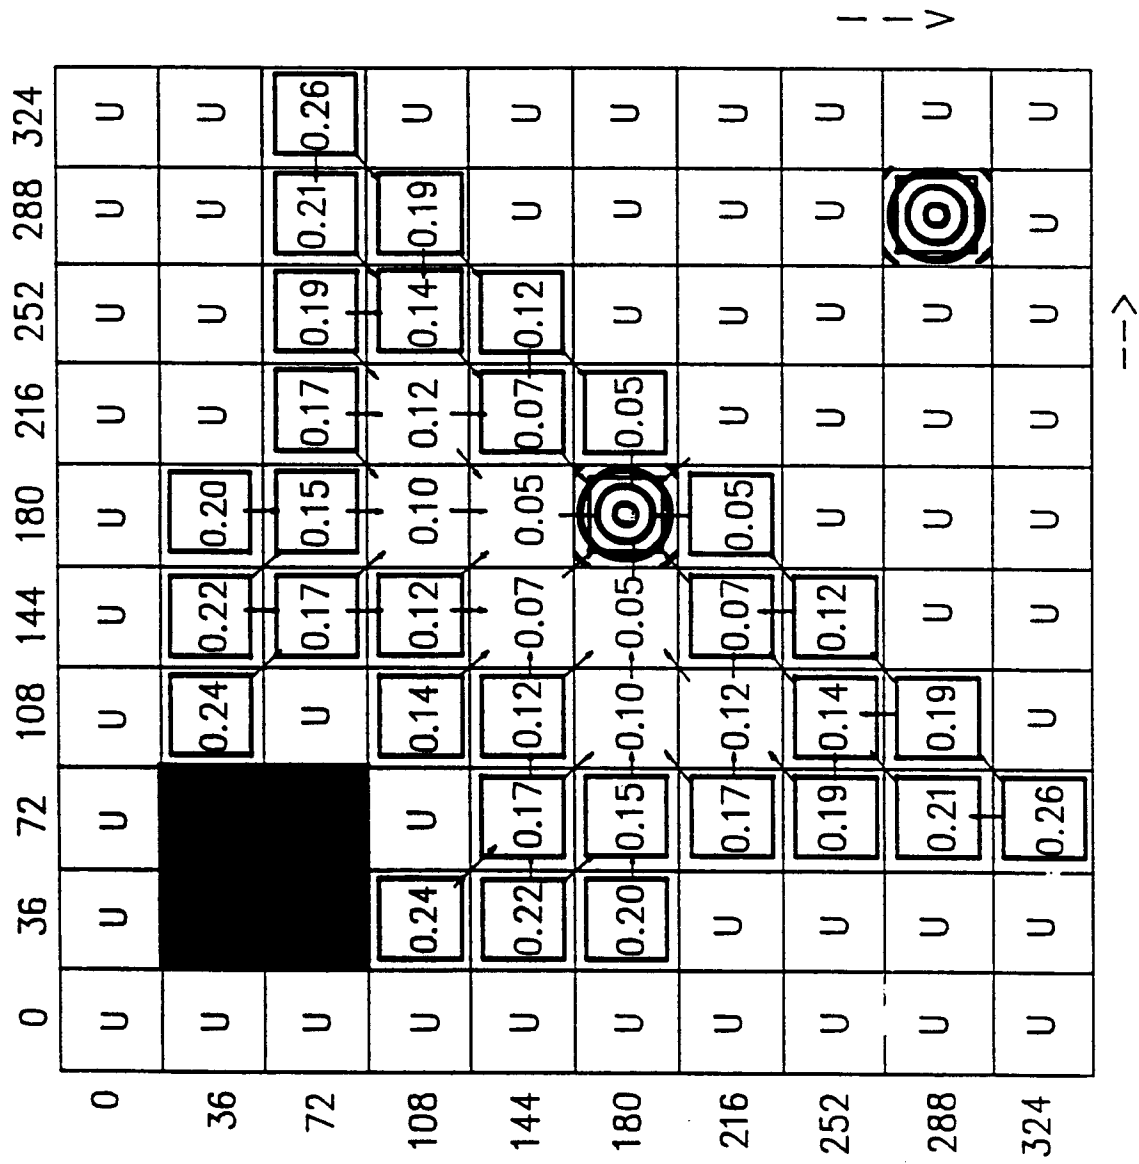 0 36 72 108 144 180 216 252 288 324
0 U U U U U U U U U U
36 U 0.24 0.22 0.20 U U U U
72 U U 0.17 0.15 0.17 0.19 0.21 0.26
108 U 0.24 U 0.14 0.12 0.10 0.12 0.14 0.19 U
144 U 0.22 0.17 0.12 0.07 0.05 0.07 0.12 U U
180 U 0.20 0.15 0.10 0.05 0.05 U U U
216 U U 0.17 0.12 0.07 0.05 U U U U
252 U U 0.19 0.14 0.12 U U U U U
288 U U 0.21 0.19 U U U U U
324 U U 0.26 U U U U U U U
-->
-->